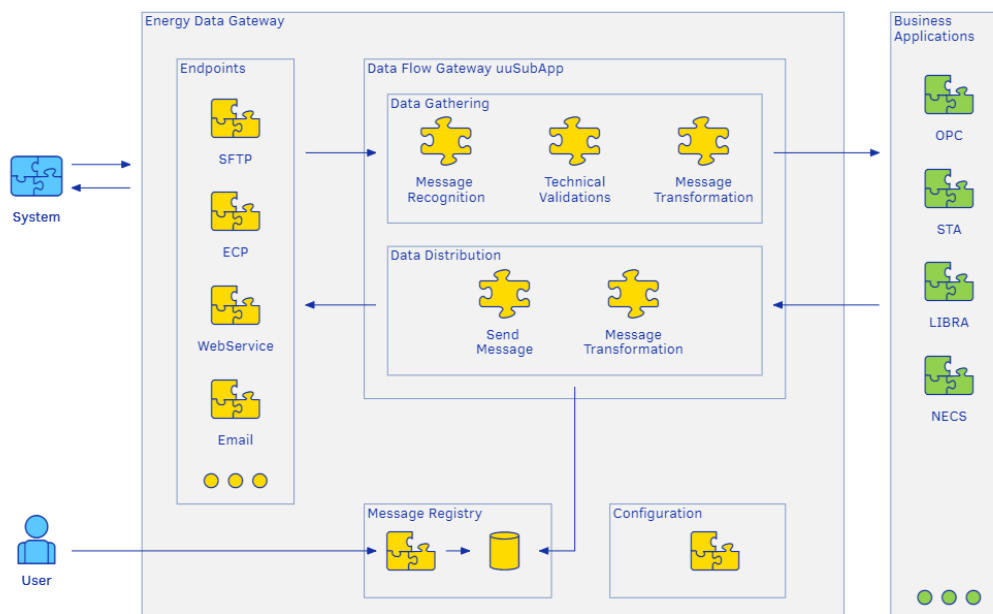 Energy Data Gateway
Business
Applications
Endpoints
Data Flow Gateway uuSubApp
Data Gathering
SFTP
Message
Recognition
Technical
Validations
Message
Transformation
OPC
System
ECP
STA
Data Distribution
WebService
Send
Message
Message
Transformation
LIBRA
Email
NECS
Message Registry
Configuration
User